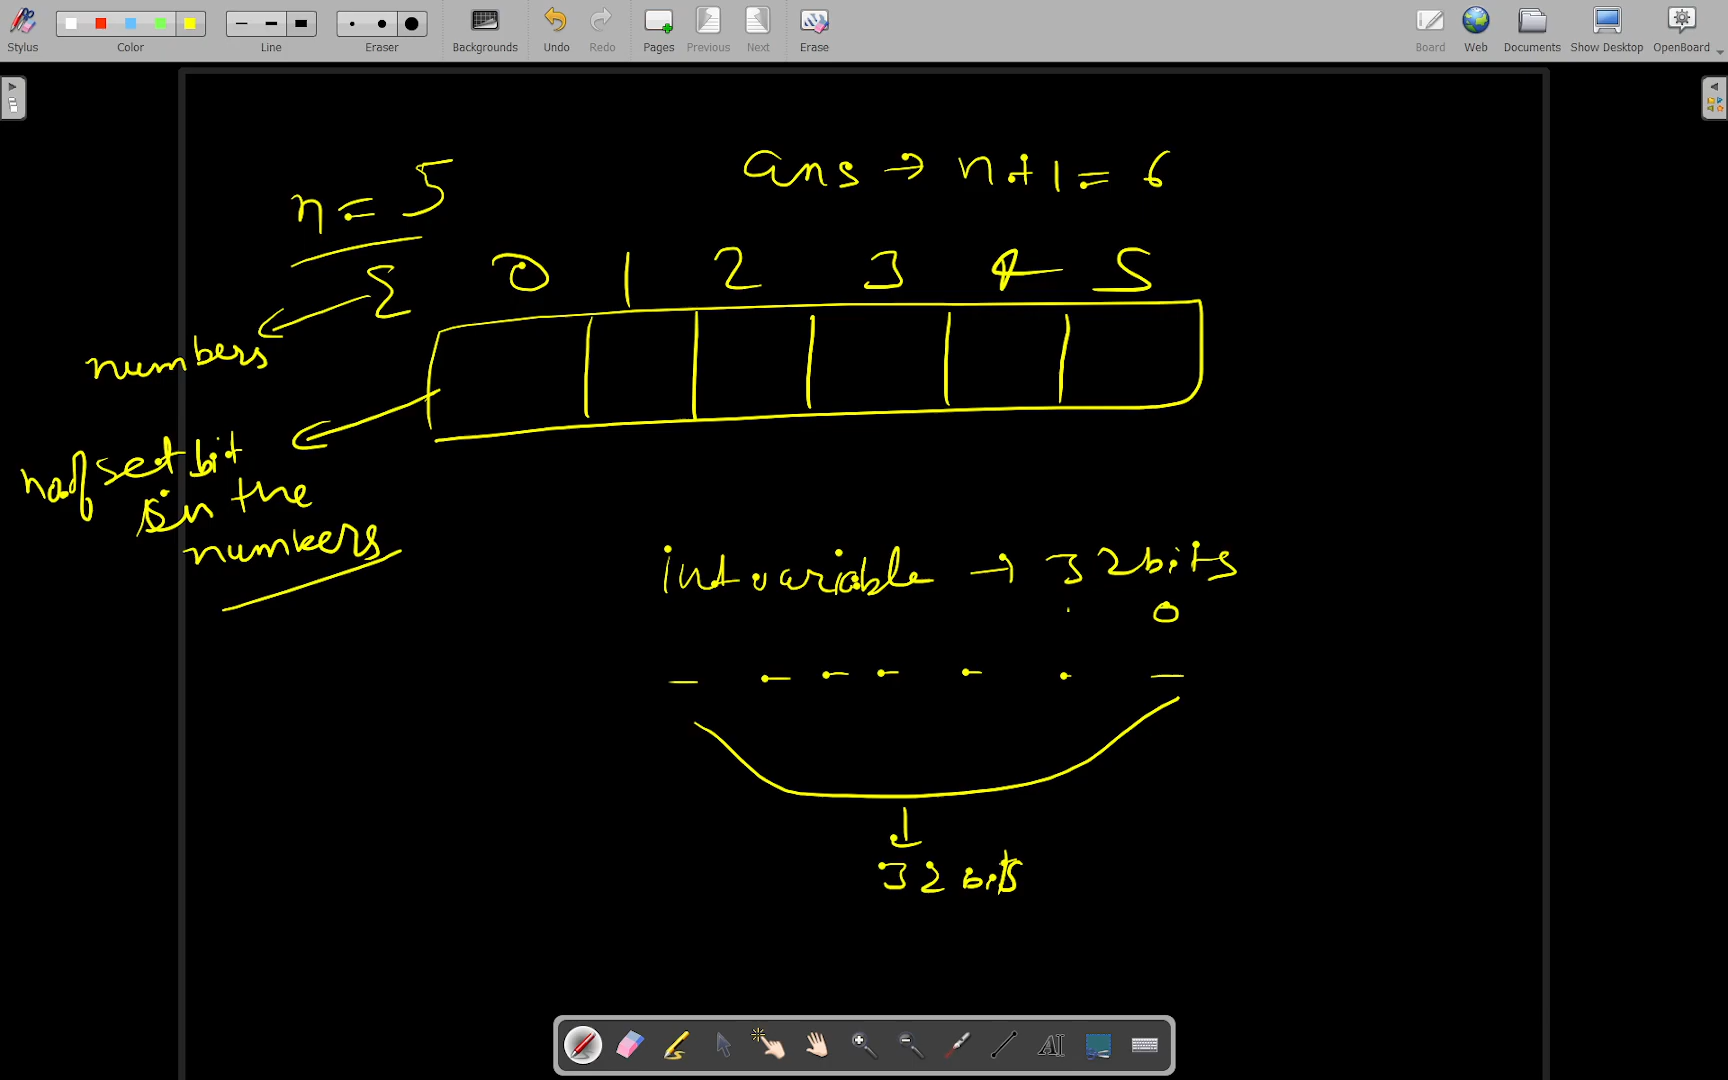 Stylus Color Line Eraser Backgrounds Undo Redo Pages Previous Next Erase Board Web Documents Show Desktop OpenBoard
n = 5
ans → n+1 = 6
0 1 2 3 4 5
numbers
no.of set bit
in the
numbers
int variable → 32 bits
0
32 bits
AI